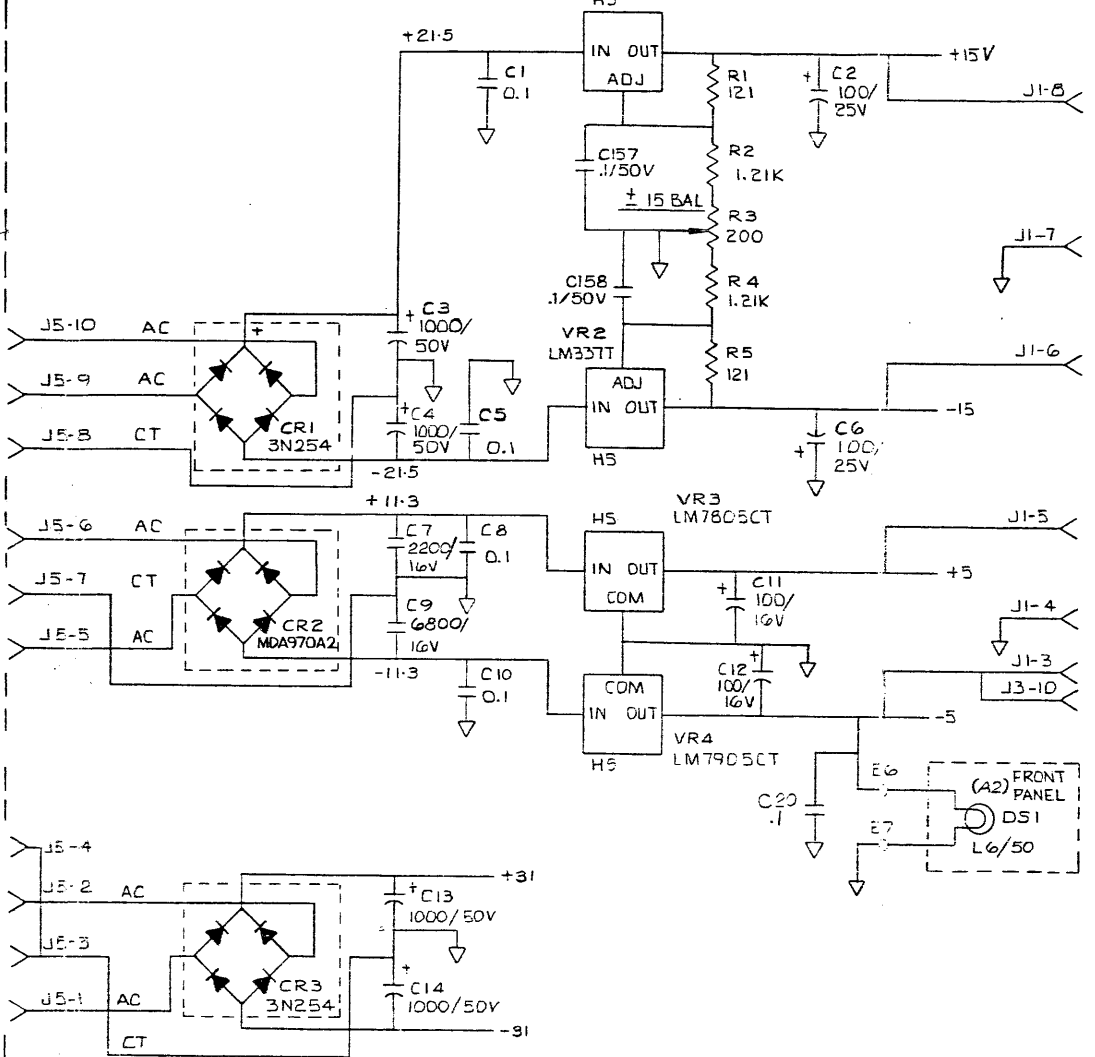 H5
+21.5
IN OUT
ADJ
+15V
C1
0.1
R1
121
+ C2
100/
25V
J1-8
C157
.1/50V
R2
1.21K
± 15 BAL
R3
200
J1-7
C158
.1/50V
R4
1.21K
VR2
LM337T
R5
121
J1-6
J5-10 AC
+
+ C3
1000/
50V
J5-9 AC
ADJ
IN OUT
H5
-15
CR1
3N254
+ C4
1000/
50V
C5
0.1
J5-8 CT
-21.5
+ C6
100/
25V
+11.3
VR3
LM7805CT
H5
J1-5
J5-6 AC
C7
2200/
16V
C8
0.1
IN OUT
COM
+5
J5-7 CT
+ C11
100/
16V
J1-4
CR2
MDA970A2
C9
6800/
16V
J5-5 AC
-11.3
C10
0.1
COM
IN OUT
H5
+
C12
100/
16V
J1-3
J3-10
-5
VR4
LM7905CT
C20
.1
E6
E7
(A2) FRONT
PANEL
DS1
L6/50
J5-4
+31
J5-2 AC
+ C13
1000/50V
J5-3
CR3
3N254
+
C14
1000/50V
J5-1 AC
-31
CT